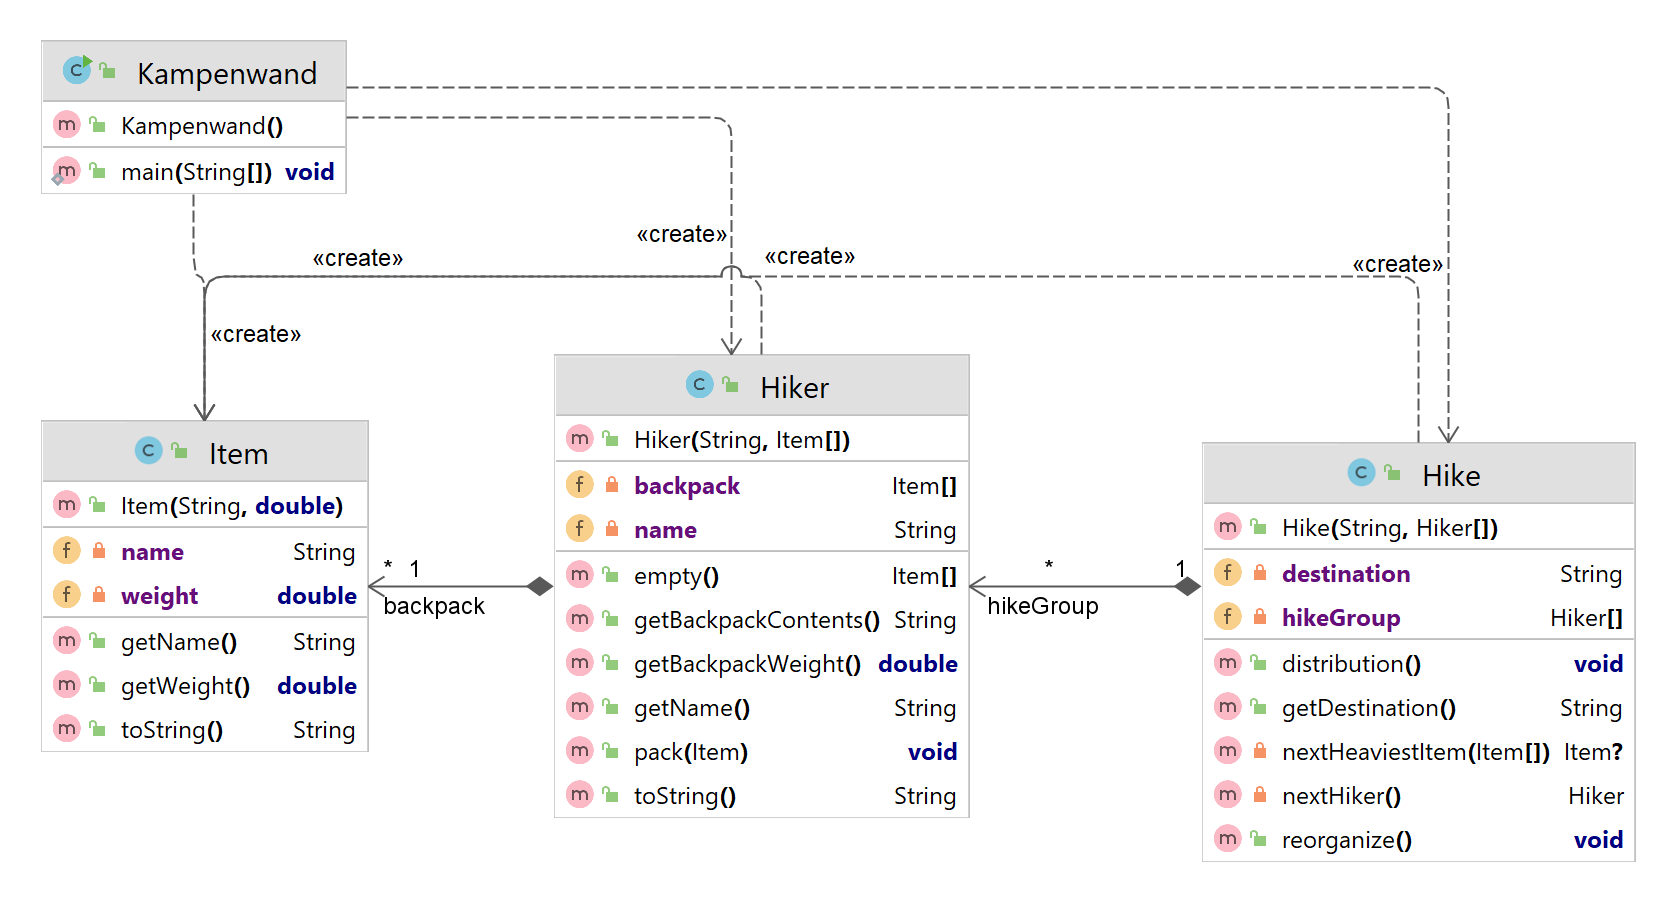 C Kampenwand
m Kampenwand()
m main(String[]) void
«create»
«create»
«create»
«create»
«create»
C Item
m Item(String, double)
f name String
f weight double
m getName() String
m getWeight() double
m toString() String
* 1
backpack
C Hiker
m Hiker(String, Item[])
f backpack Item[]
f name String
m empty() Item[]
m getBackpackContents() String
m getBackpackWeight() double
m getName() String
m pack(Item) void
m toString() String
* 1
hikeGroup
C Hike
m Hike(String, Hiker[])
f destination String
f hikeGroup Hiker[]
m distribution() void
m getDestination() String
m nextHeaviestItem(Item[]) Item?
m nextHiker() Hiker
m reorganize() void